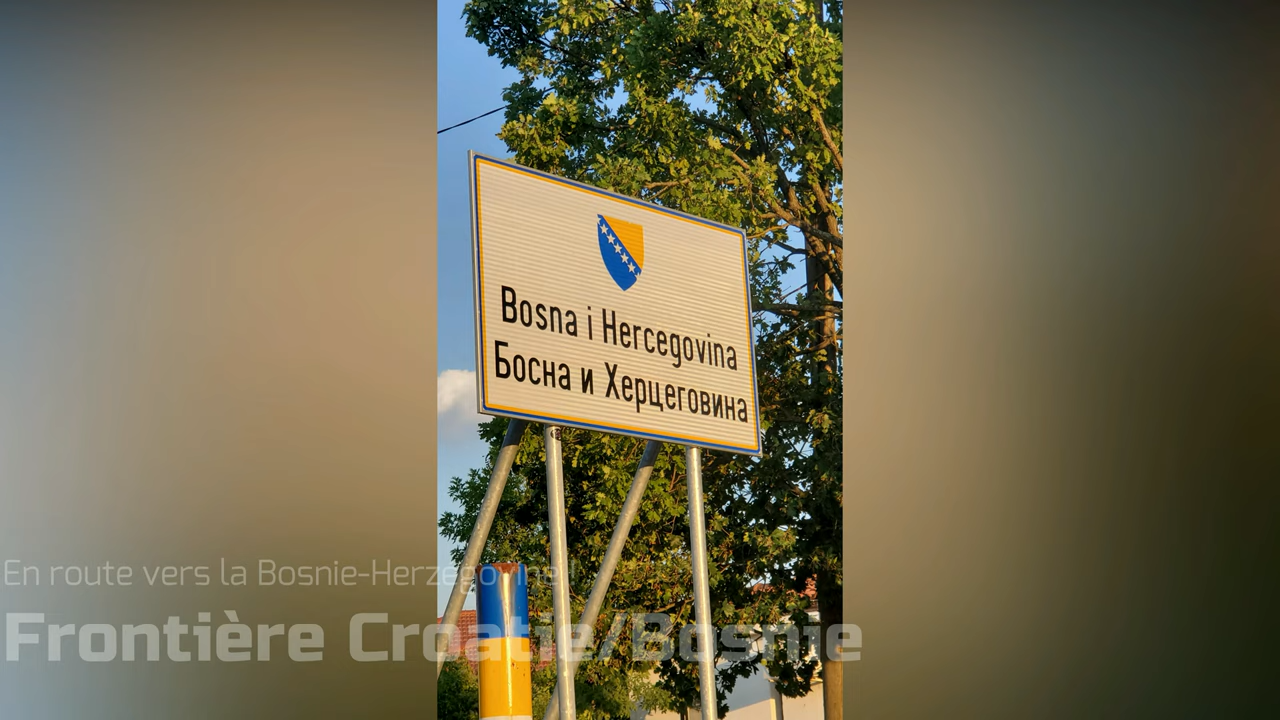 Bosna i Hercegovina
Босна и Херцеговина
En route vers la Bosnie-Herzegovine
Frontière Croatie/Bosnie